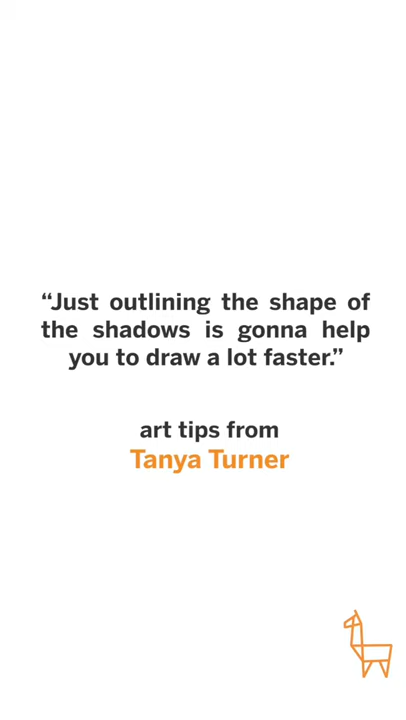 “Just outlining the shape of
the shadows is gonna help
you to draw a lot faster.”
art tips from
Tanya Turner